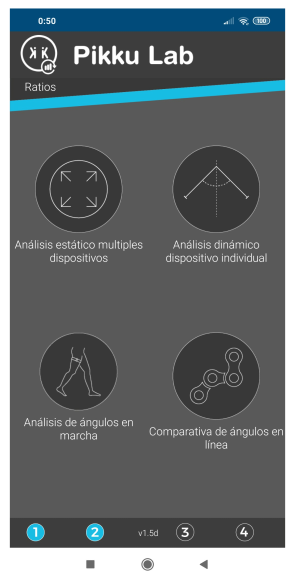 0:50
100
KK
Pikku Lab
Ratios
Análisis estático multiples
dispositivos
Análisis dinámico
dispositivo individual
Análisis de ángulos en
marcha
Comparativa de ángulos en
línea
1 2 v1.5d 3 4